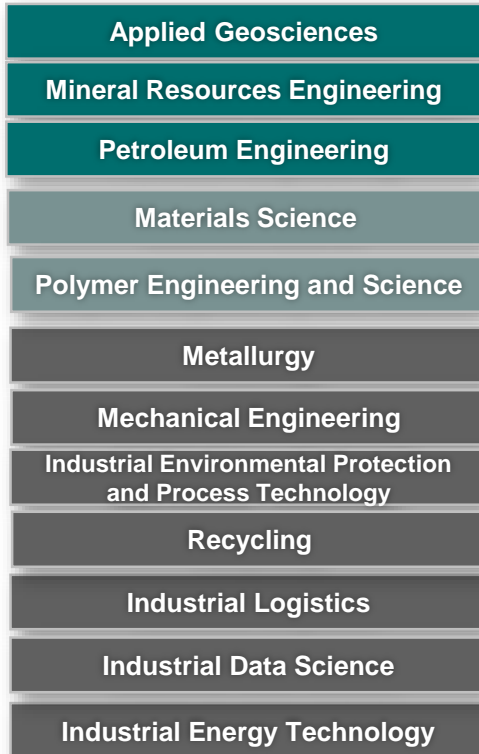 Applied Geosciences
Mineral Resources Engineering
Petroleum Engineering
Materials Science
Polymer Engineering and Science
Metallurgy
Mechanical Engineering
Industrial Environmental Protection
and Process Technology
Recycling
Industrial Logistics
Industrial Data Science
Industrial Energy Technology